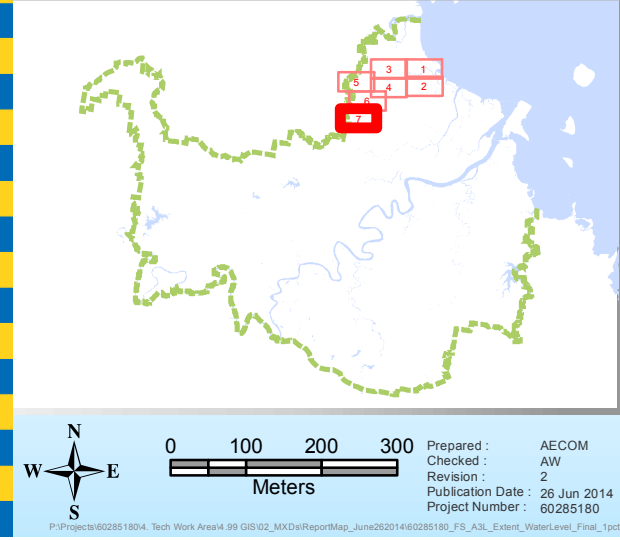 3 1
5
4 2
6
7
N
W E
S
0 100 200 300
Meters
Prepared : AECOM
Checked : AW
Revision : 2
Publication Date : 26 Jun 2014
Project Number : 60285180
P:\Projects\60285180\4. Tech Work Area\4.99 GIS\02_MXDs\ReportMap_June262014\60285180_FS_A3L_Extent_WaterLevel_Final_1pct